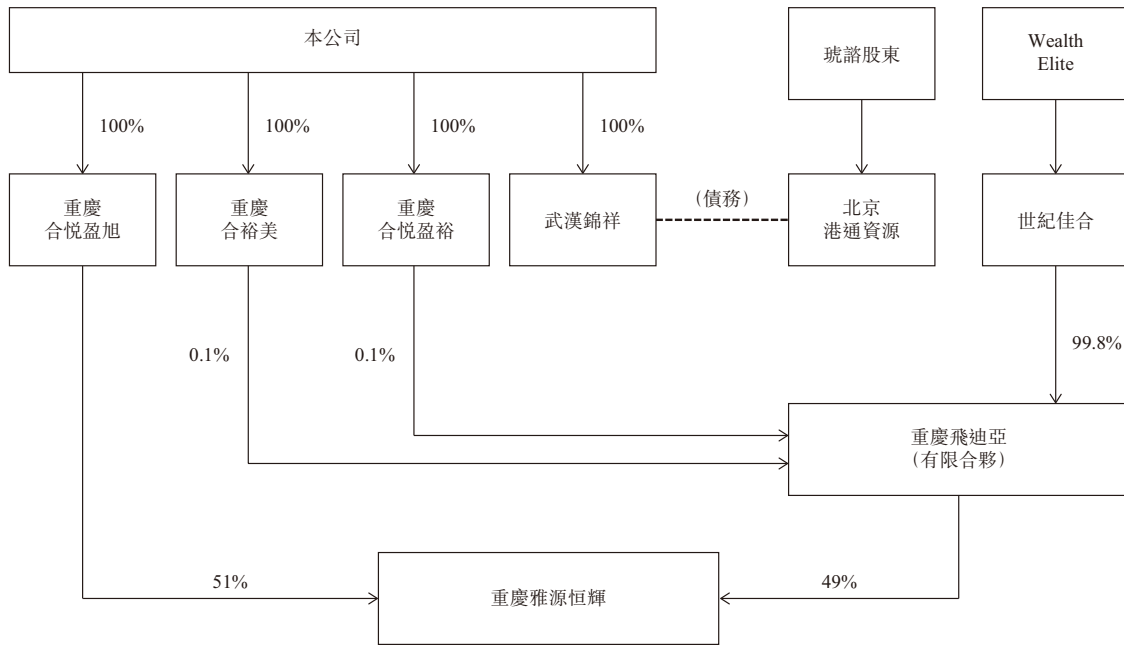 本公司
琥諮股東
Wealth
Elite
100%
100%
100%
100%
重慶
合悅盈旭
重慶
合裕美
重慶
合悅盈裕
武漢錦祥
(債務)
北京
港通資源
世紀佳合
0.1%
0.1%
99.8%
重慶飛迪亞
(有限合夥)
51%
重慶雅源恒輝
49%